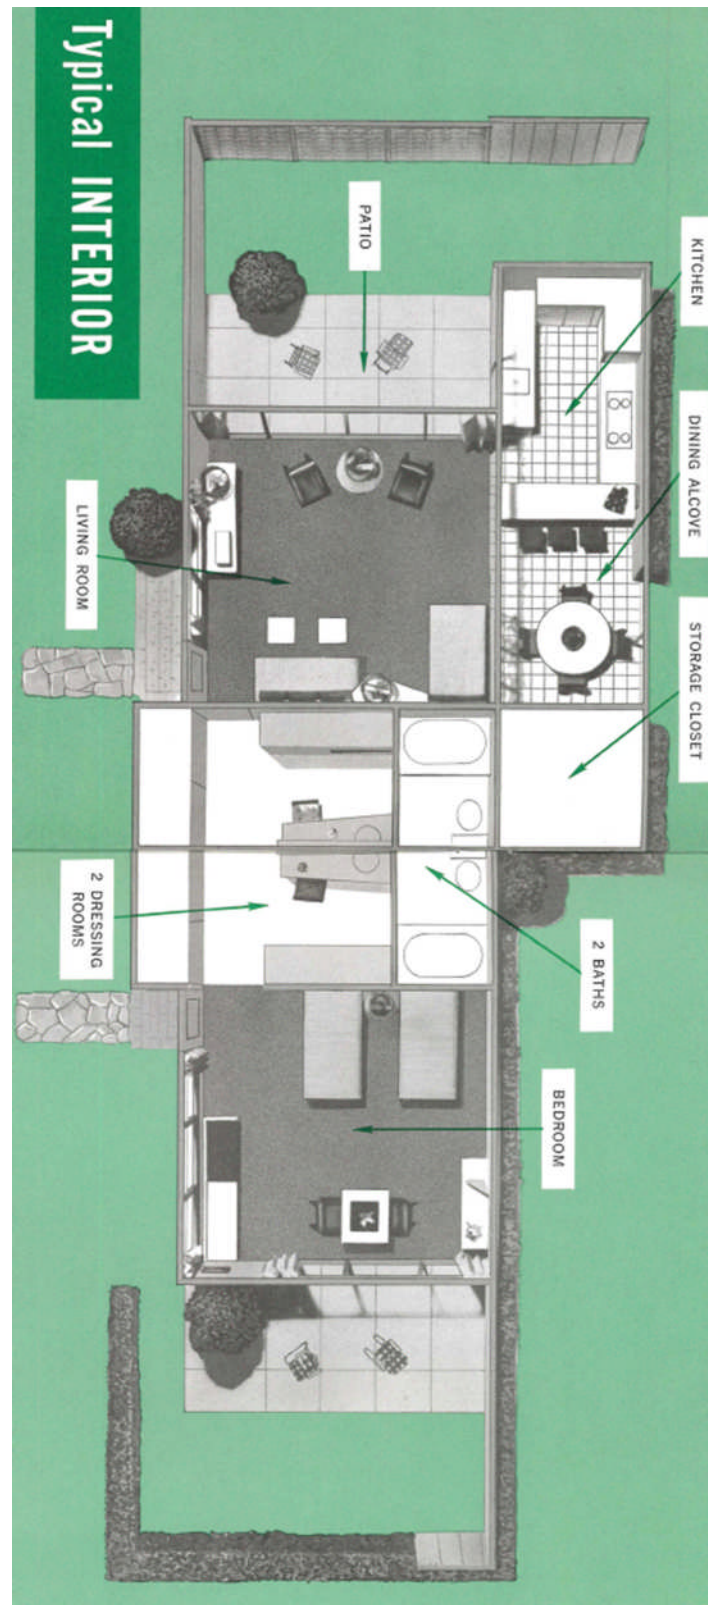 Typical INTERIOR
KITCHEN
DINING ALCOVE
STORAGE CLOSET
PATIO
2 BATHS
BEDROOM
LIVING ROOM
2 DRESSING
ROOMS